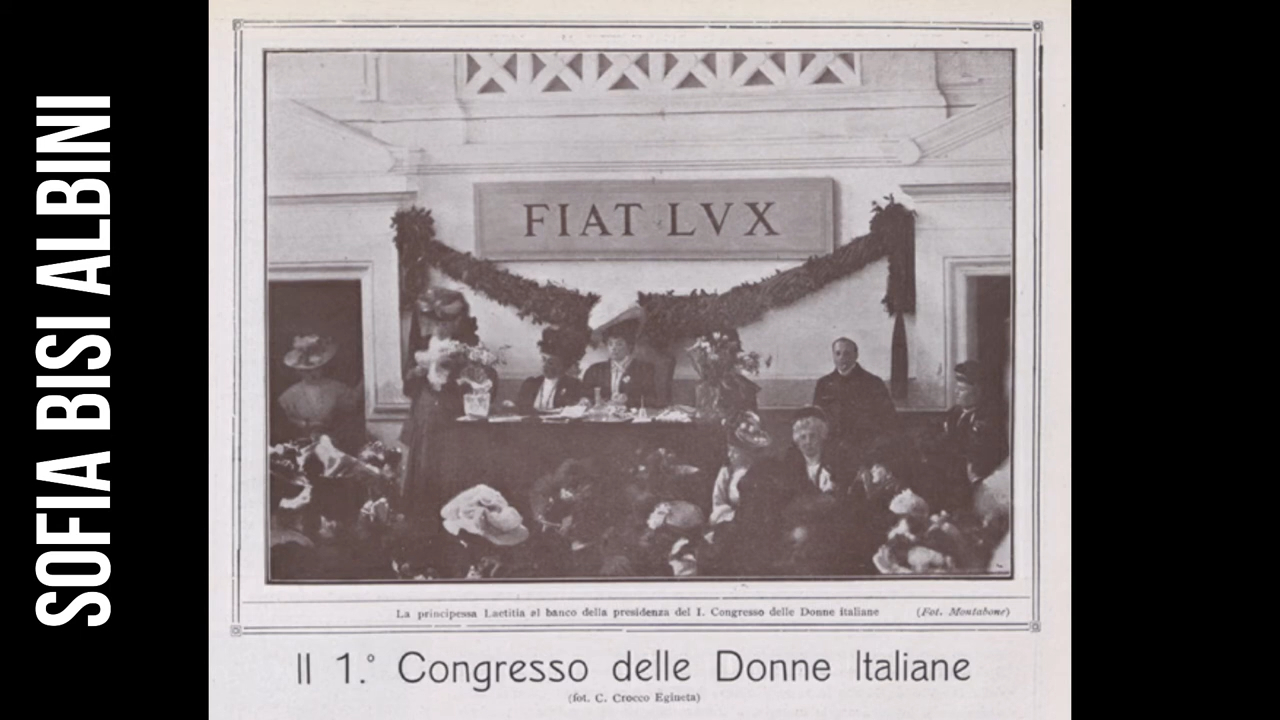 SOFIA BISI ALBINI
FIAT LVX
La principessa Laetitia al banco della presidenza del I. Congresso delle Donne italiane (Fot. Montabone)
Il 1.° Congresso delle Donne Italiane
(fot. C. Crocco Egineta)